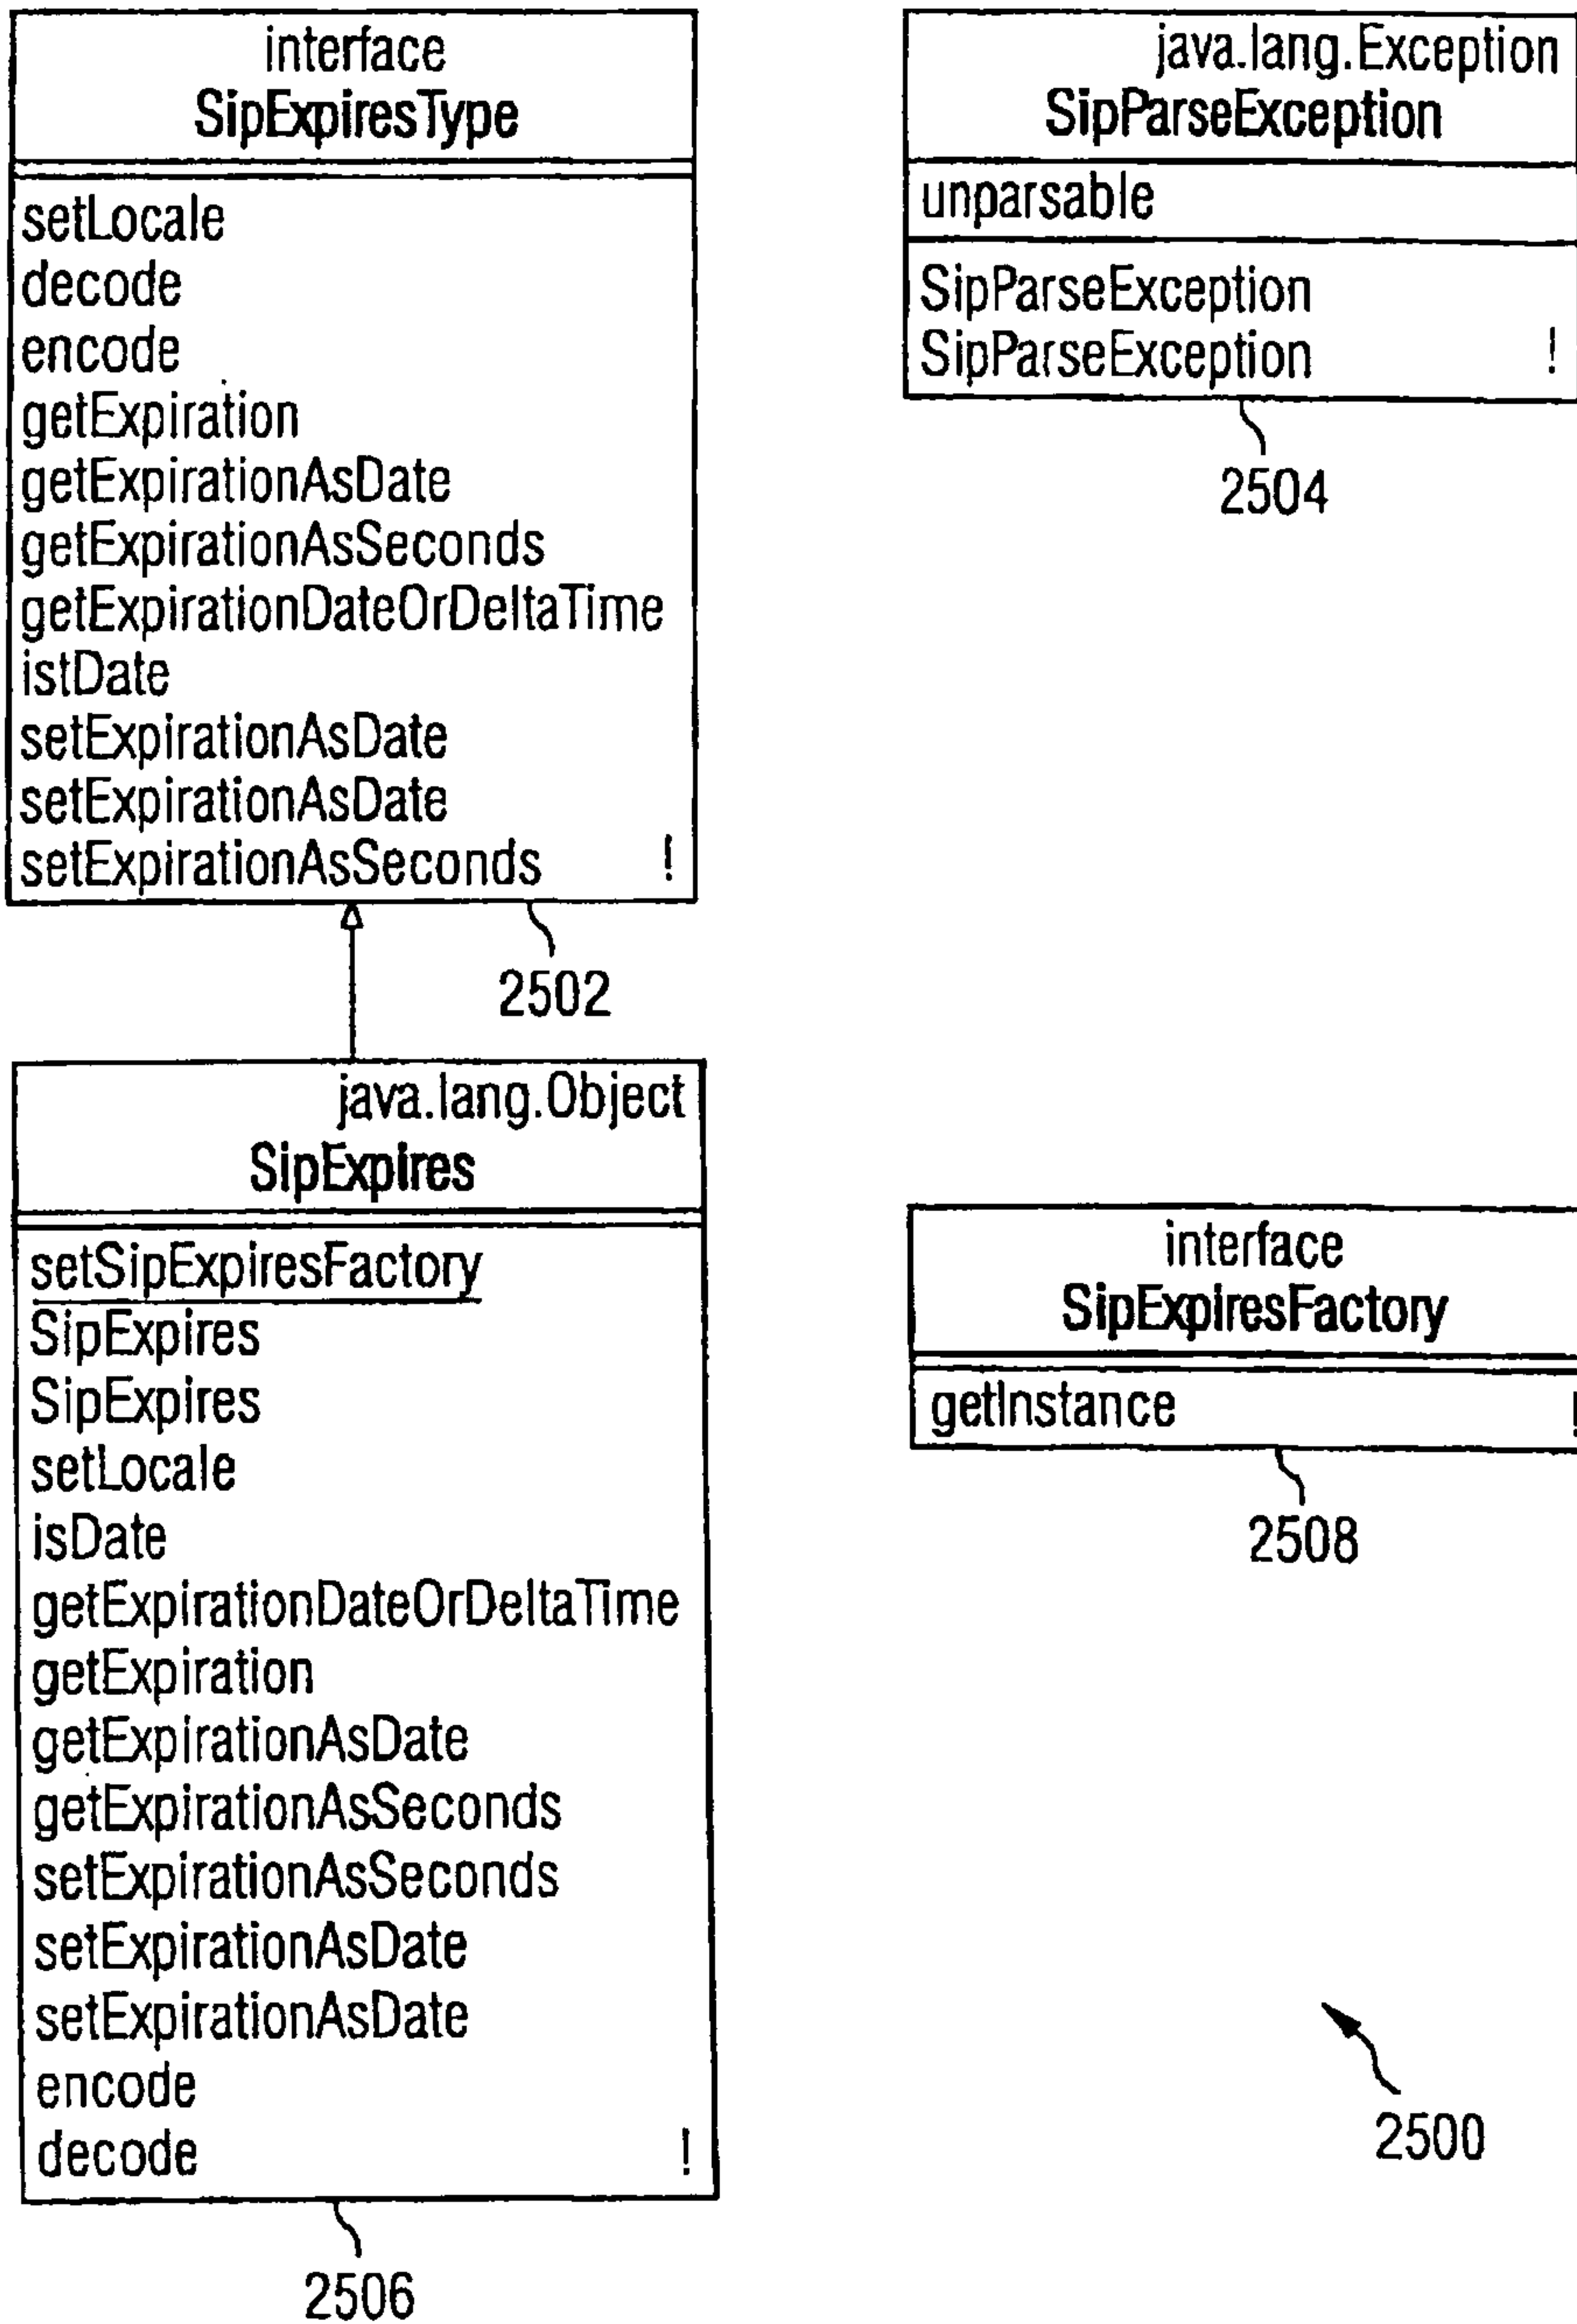 interface
SipExpiresType
setLocale
decode
encode
getExpiration
getExpirationAsDate
getExpirationAsSeconds
getExpirationDateOrDeltaTime
istDate
setExpirationAsDate
setExpirationAsDate
setExpirationAsSeconds !
2502
java.lang.Exception
SipParseException
unparsable
SipParseException
SipParseException !
2504
java.lang.Object
SipExpires
setSipExpiresFactory
SipExpires
SipExpires
setLocale
isDate
getExpirationDateOrDeltaTime
getExpiration
getExpirationAsDate
getExpirationAsSeconds
setExpirationAsSeconds
setExpirationAsDate
setExpirationAsDate
encode
decode !
2506
interface
SipExpiresFactory
getInstance !
2508
2500